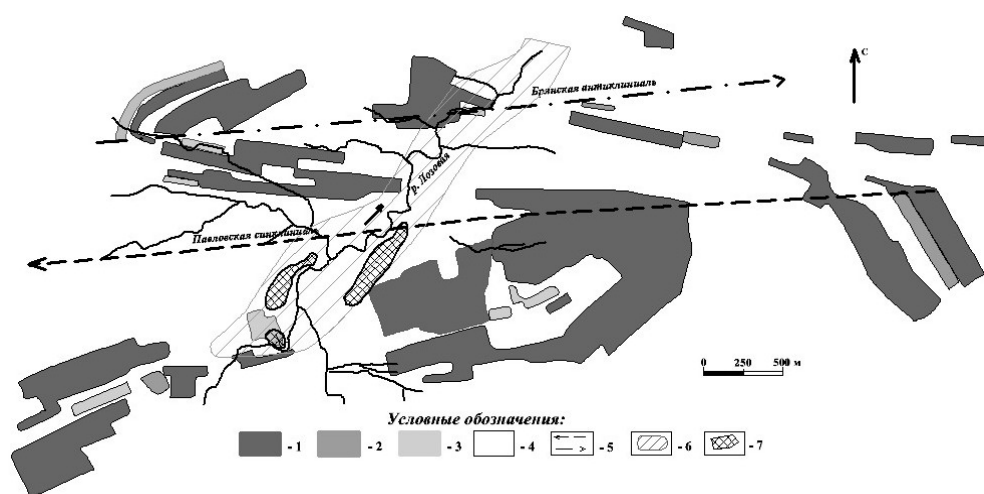 С
Брянская антиклиналь
р. Лозовая
Павловская синклиналь
0 250 500 м
Условные обозначения:
- 1 - 2 - 3 - 4 - 5 - 6 - 7